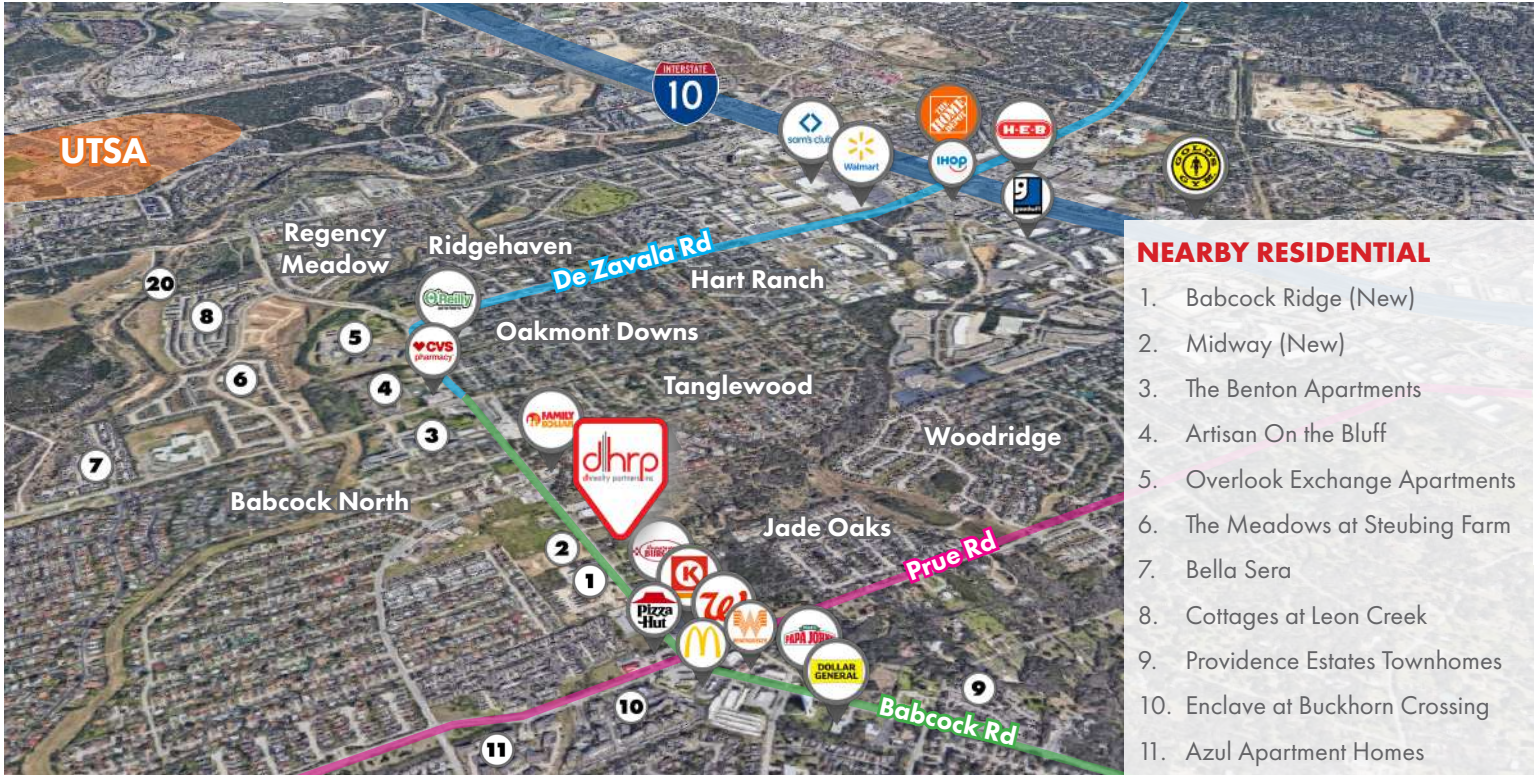 INTERSTATE
10
UTSA
sam's club
Walmart
THE
HOME
DEPOT
IHOP
H-E-B
goodwill
GOLD'S
GYM
Regency
Meadow
Ridgehaven
De Zavala Rd
Hart Ranch
O'Reilly
CVS
pharmacy
Oakmont Downs
Tanglewood
Woodridge
20
8
5
6
4
3
7
FAMILY
DOLLAR
dhrp
Babcock North
Jade Oaks
Prue Rd
2
1
BURGER
K
Pizza
Hut
W
WHATABURGER
PAPA JOHNS
DOLLAR
GENERAL
Babcock Rd
9
10
11
NEARBY RESIDENTIAL
1. Babcock Ridge (New)
2. Midway (New)
3. The Benton Apartments
4. Artisan On the Bluff
5. Overlook Exchange Apartments
6. The Meadows at Steubing Farm
7. Bella Sera
8. Cottages at Leon Creek
9. Providence Estates Townhomes
10. Enclave at Buckhorn Crossing
11. Azul Apartment Homes